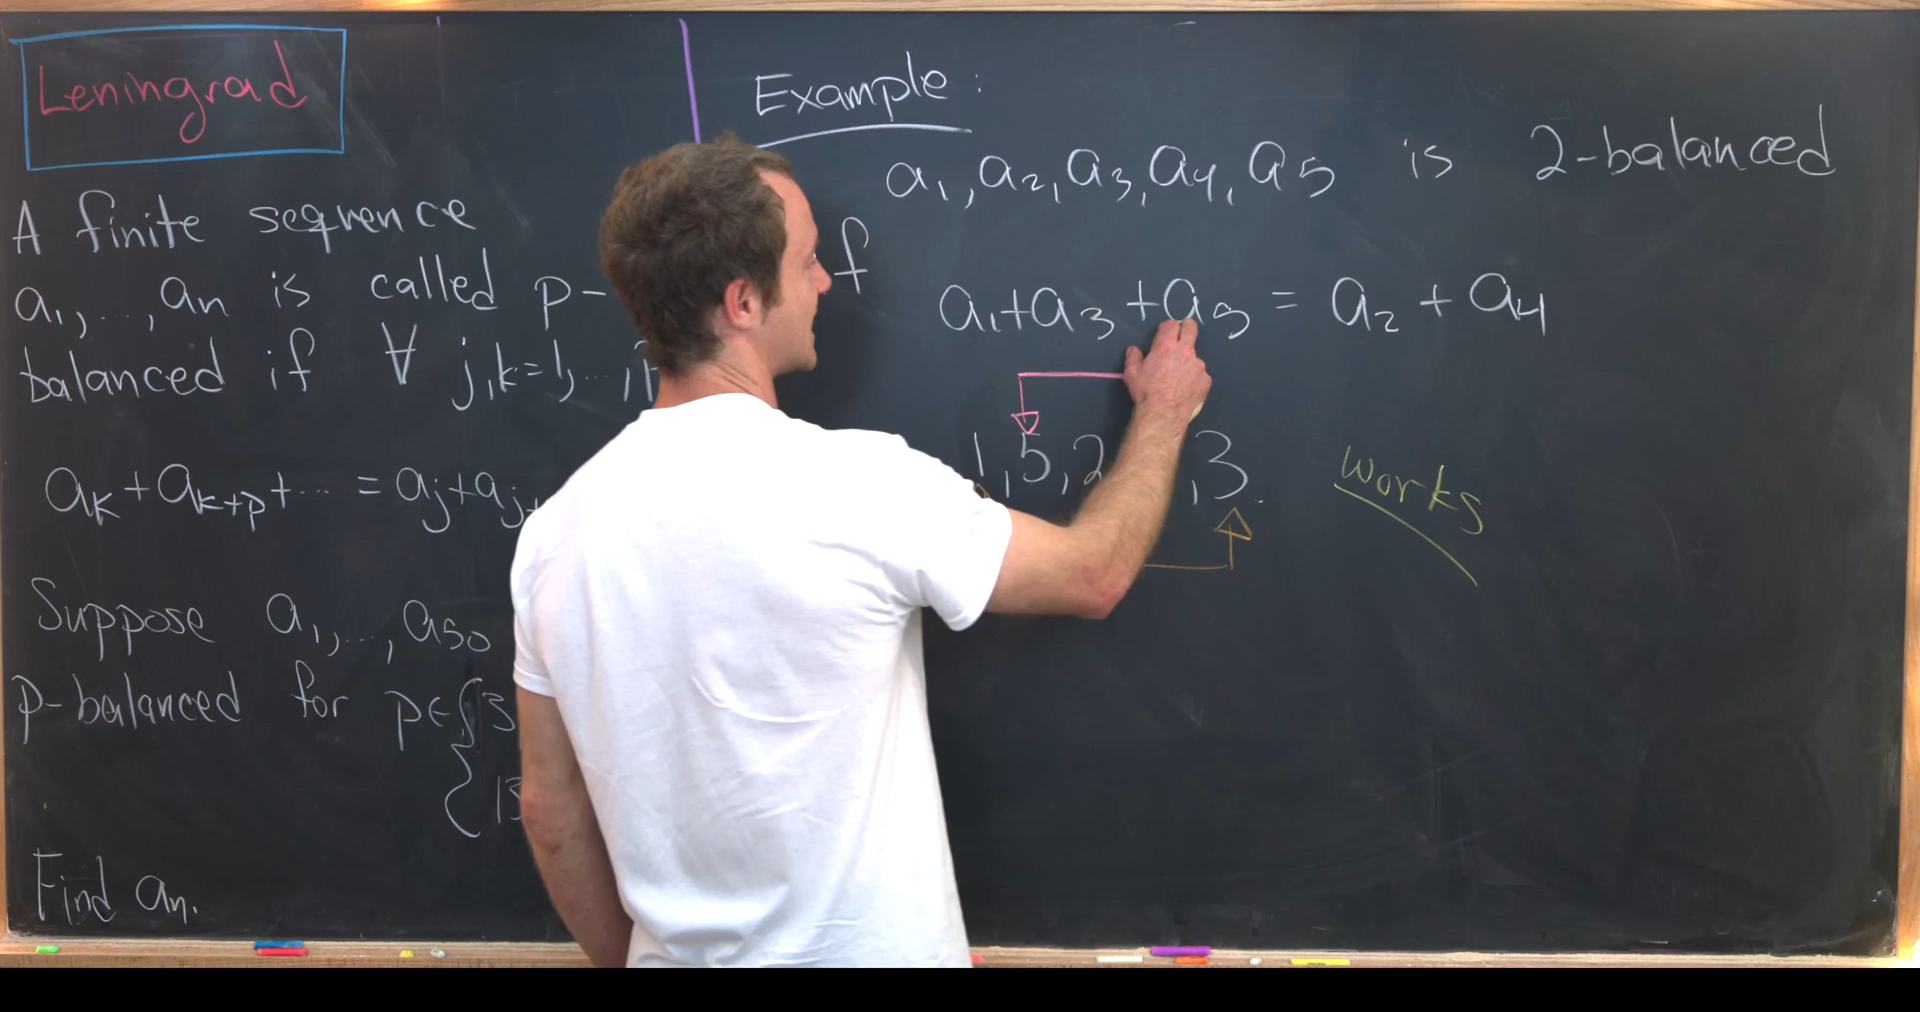 Leningrad
A finite sequence
a₁, ..., aₙ is called p-
balanced if ∀ j,k=1, ...,
aₖ + aₖ₊ₚ + ... = aⱼ + aⱼ₊
Suppose a₁, ..., a₅₀
p-balanced for p∈{3
13
Find aₙ.
Example:
a₁, a₂, a₃, a₄, a₅ is 2-balanced
f
a₁+a₃+a₅ = a₂ + a₄
1, 5, 2 , 3.
works